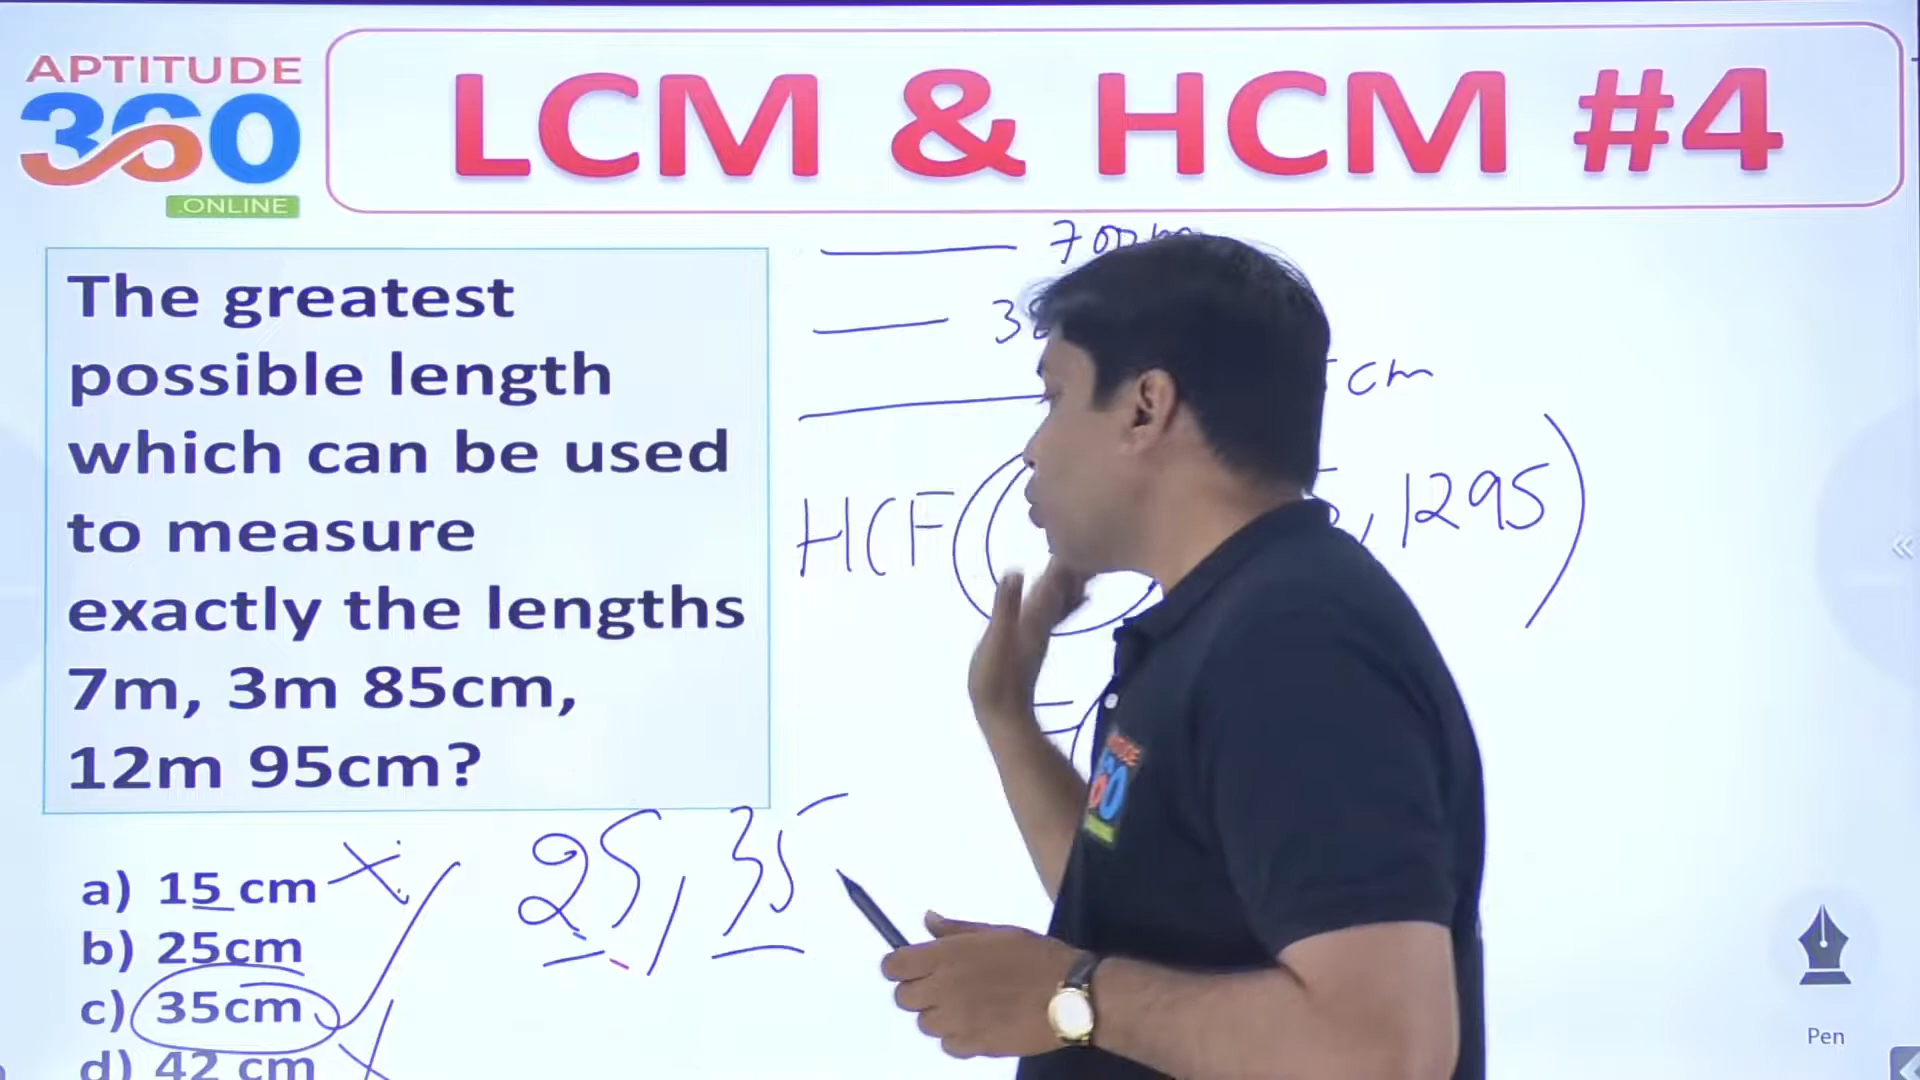 APTITUDE
360
.ONLINE
LCM & HCM #4
The greatest
possible length
which can be used
to measure
exactly the lengths
7m, 3m 85cm,
12m 95cm?
a) 15 cm
b) 25cm
c) 35cm
d) 42 cm
cm
HCF( , 1295)
25, 35
Pen